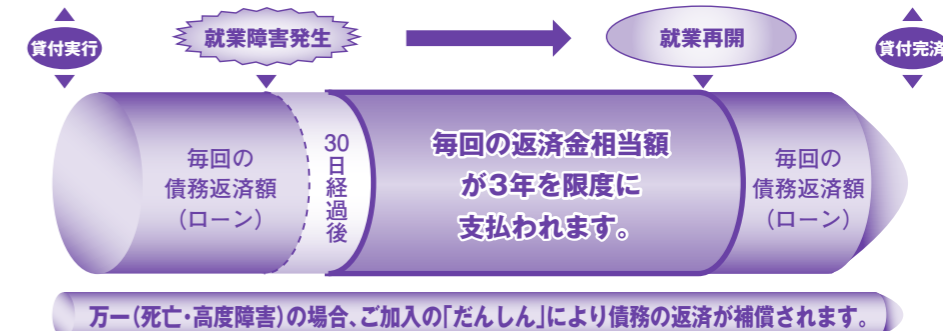 貸付実行
就業障害発生
就業再開
貸付完済
毎回の
債務返済額
(ローン)
30日経過後
毎回の返済金相当額
が3年を限度に
支払われます。
毎回の
債務返済額
(ローン)
万一(死亡・高度障害)の場合、ご加入の「だんしん」により債務の返済が補償されます。